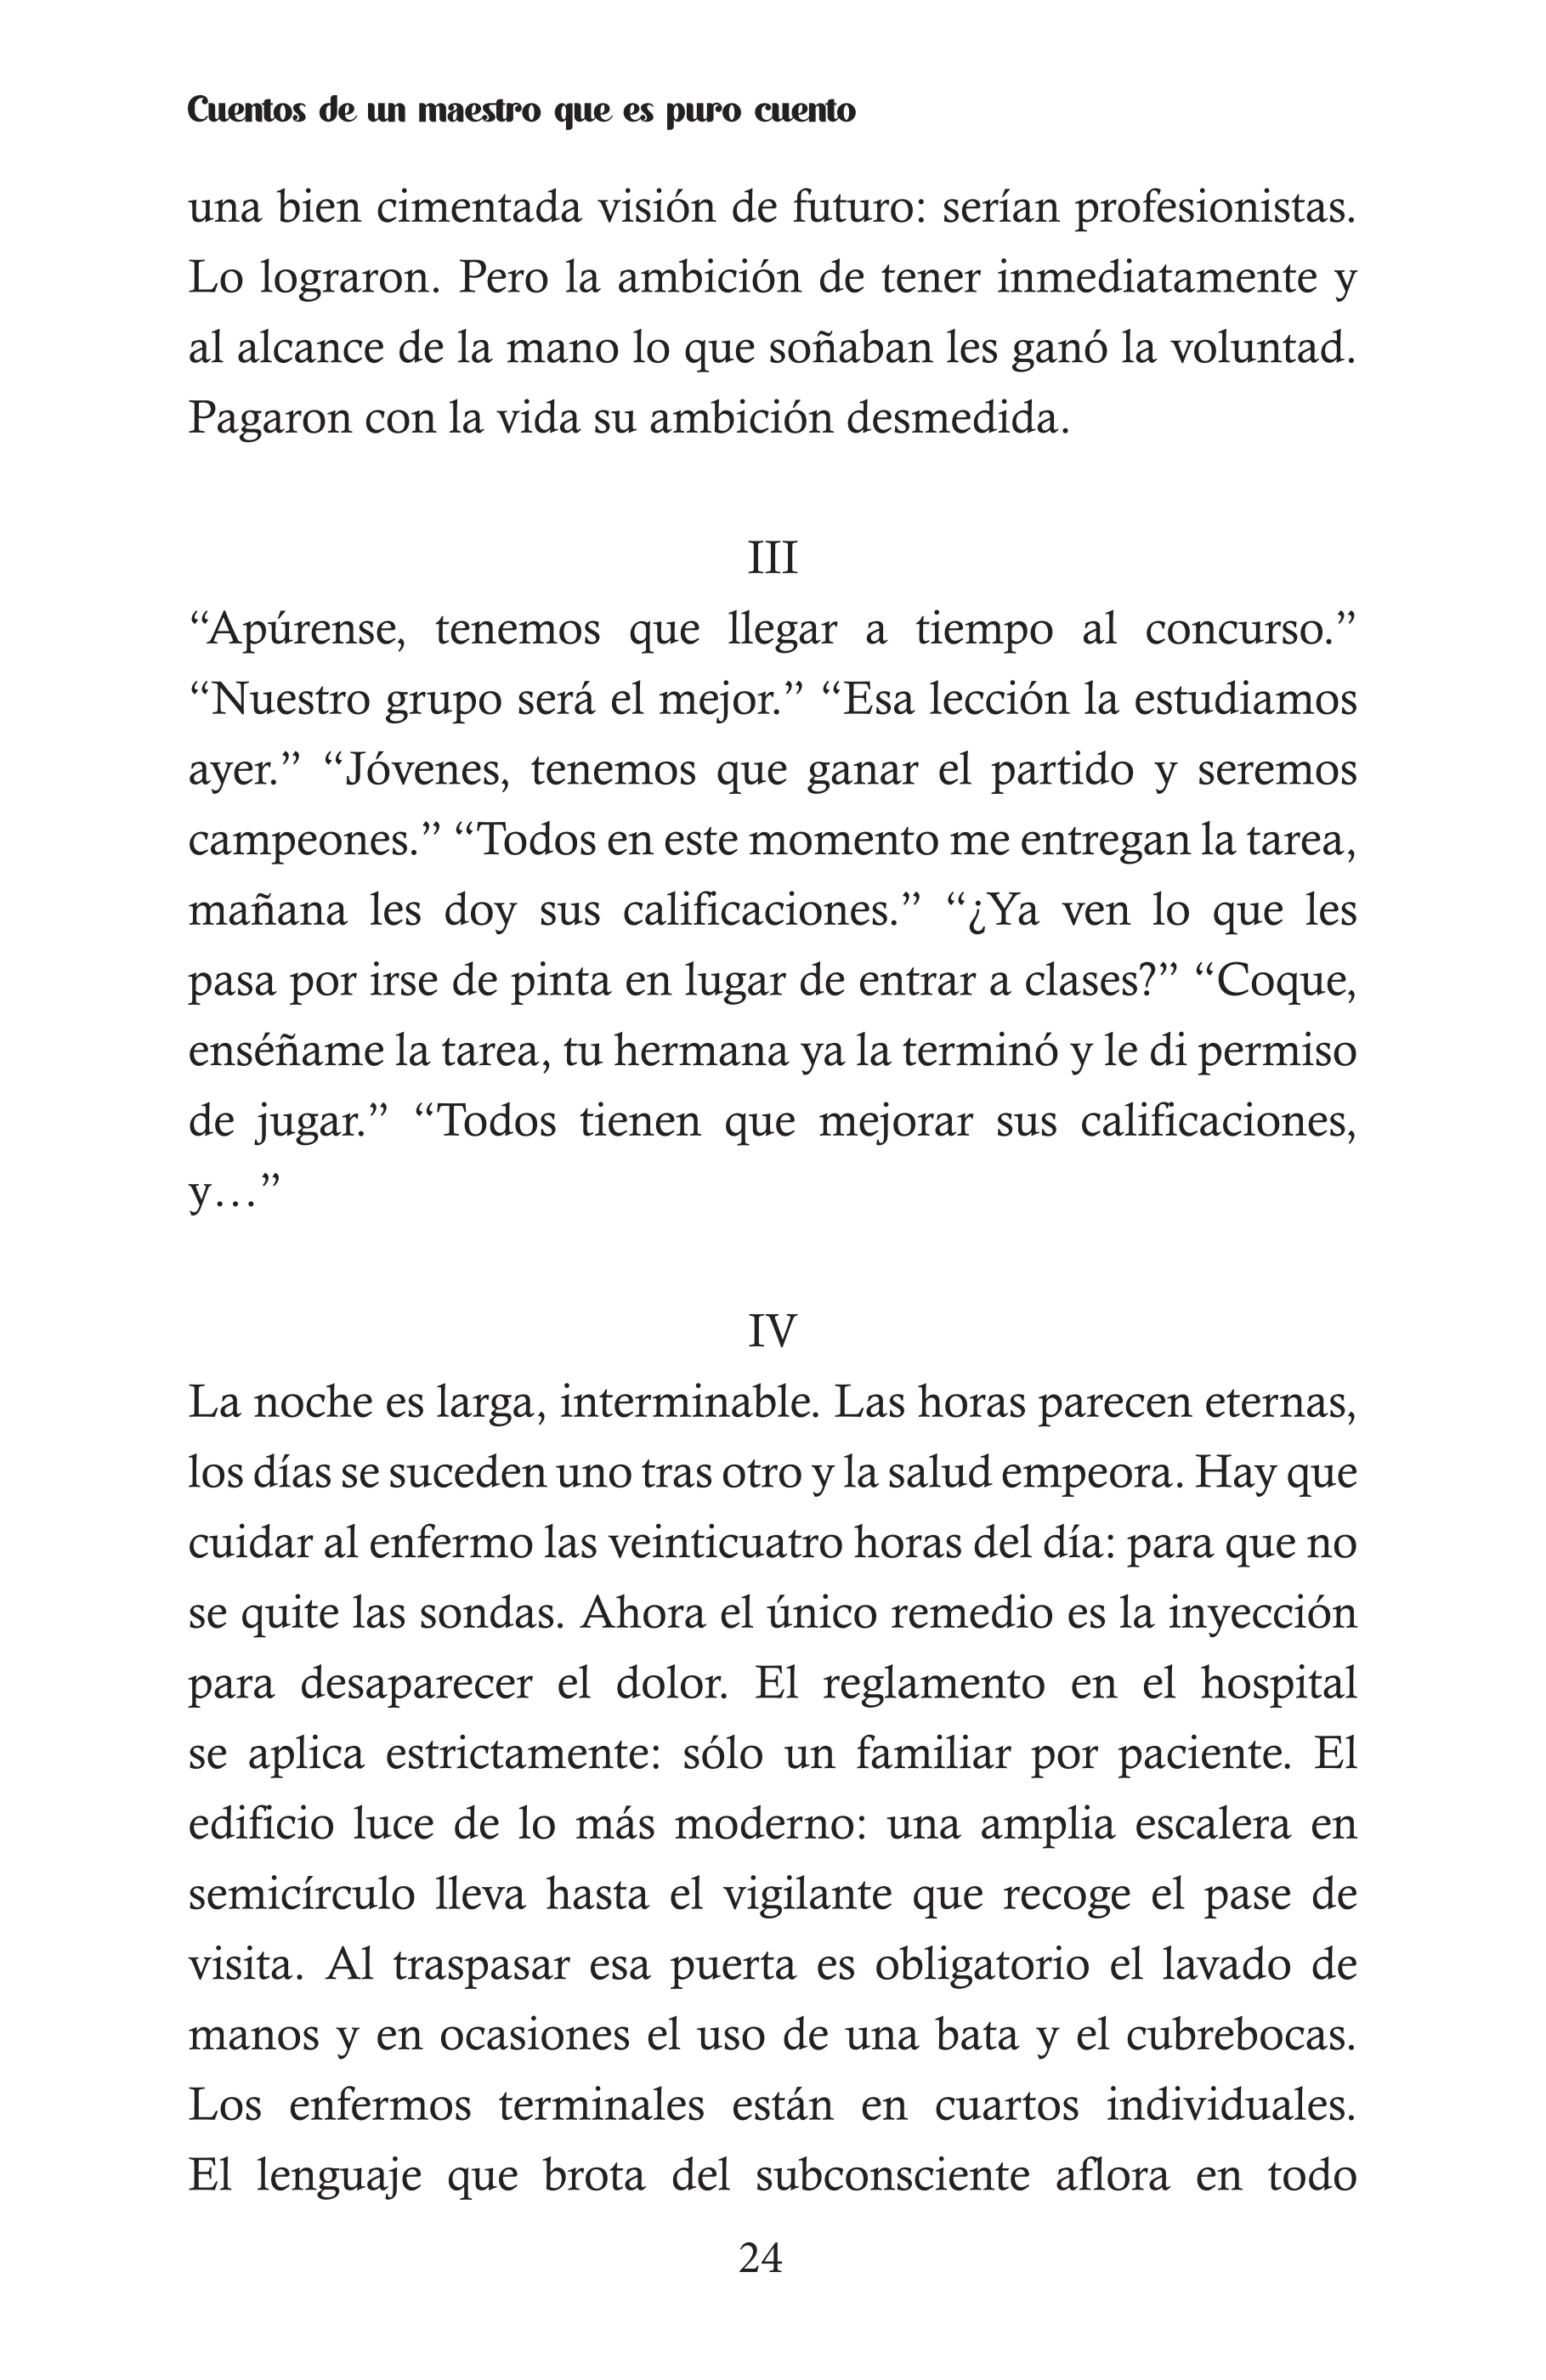 Cuentos de un maestro que es puro cuento
una bien cimentada visión de futuro: serían profesionistas.
Lo lograron. Pero la ambición de tener inmediatamente y
al alcance de la mano lo que soñaban les ganó la voluntad.
Pagaron con la vida su ambición desmedida.
III
“Apúrense, tenemos que llegar a tiempo al concurso.”
“Nuestro grupo será el mejor.” “Esa lección la estudiamos
ayer.” “Jóvenes, tenemos que ganar el partido y seremos
campeones.” “Todos en este momento me entregan la tarea,
mañana les doy sus calificaciones.” “¿Ya ven lo que les
pasa por irse de pinta en lugar de entrar a clases?” “Coque,
enséñame la tarea, tu hermana ya la terminó y le di permiso
de jugar.” “Todos tienen que mejorar sus calificaciones,
y…”
IV
La noche es larga, interminable. Las horas parecen eternas,
los días se suceden uno tras otro y la salud empeora. Hay que
cuidar al enfermo las veinticuatro horas del día: para que no
se quite las sondas. Ahora el único remedio es la inyección
para desaparecer el dolor. El reglamento en el hospital
se aplica estrictamente: sólo un familiar por paciente. El
edificio luce de lo más moderno: una amplia escalera en
semicírculo lleva hasta el vigilante que recoge el pase de
visita. Al traspasar esa puerta es obligatorio el lavado de
manos y en ocasiones el uso de una bata y el cubrebocas.
Los enfermos terminales están en cuartos individuales.
El lenguaje que brota del subconsciente aflora en todo
24